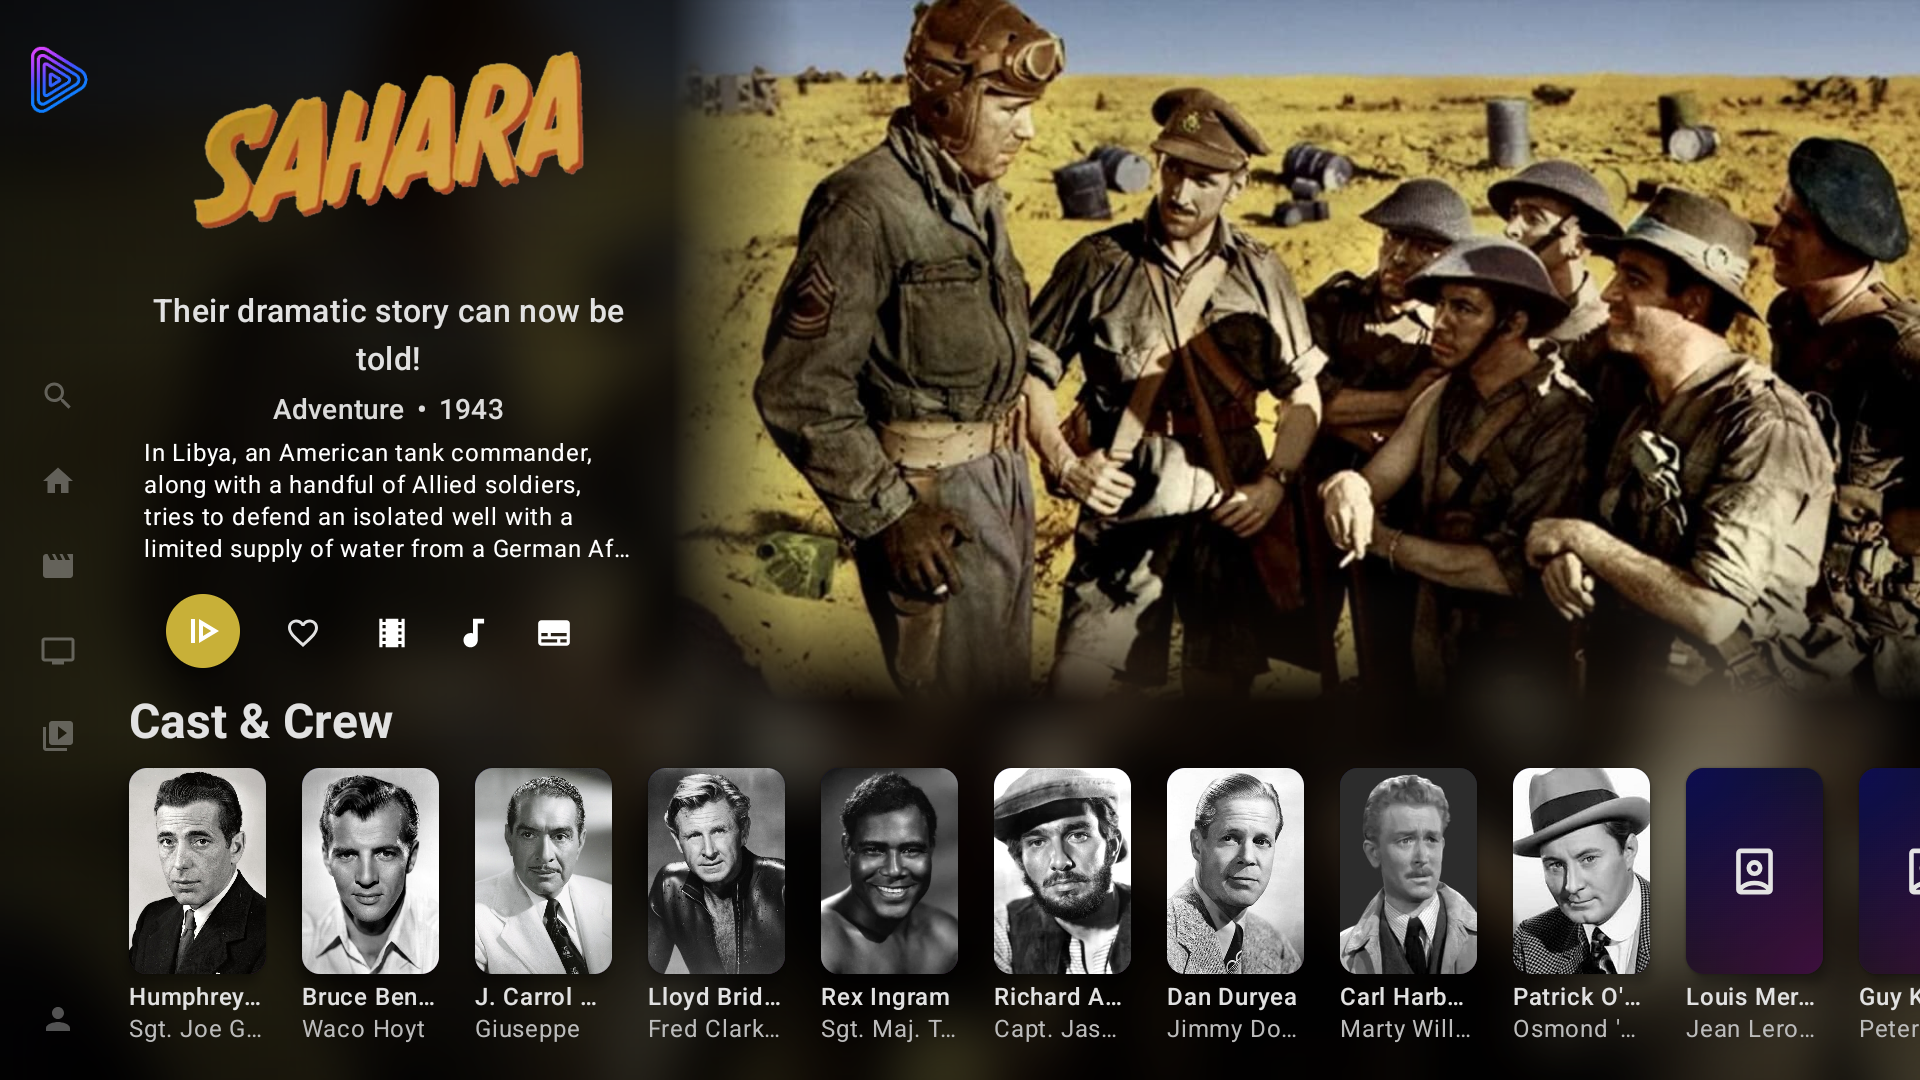 SAHARA
Their dramatic story can now be
told!
Adventure • 1943
In Libya, an American tank commander,
along with a handful of Allied soldiers,
tries to defend an isolated well with a
limited supply of water from a German Af…
Cast & Crew
Humphrey…
Sgt. Joe G…
Bruce Ben…
Waco Hoyt
J. Carrol …
Giuseppe
Lloyd Brid…
Fred Clark…
Rex Ingram
Sgt. Maj. T…
Richard A…
Capt. Jas…
Dan Duryea
Jimmy Do…
Carl Harb…
Marty Will…
Patrick O'…
Osmond '…
Louis Mer…
Jean Lero…
Guy K
Peter